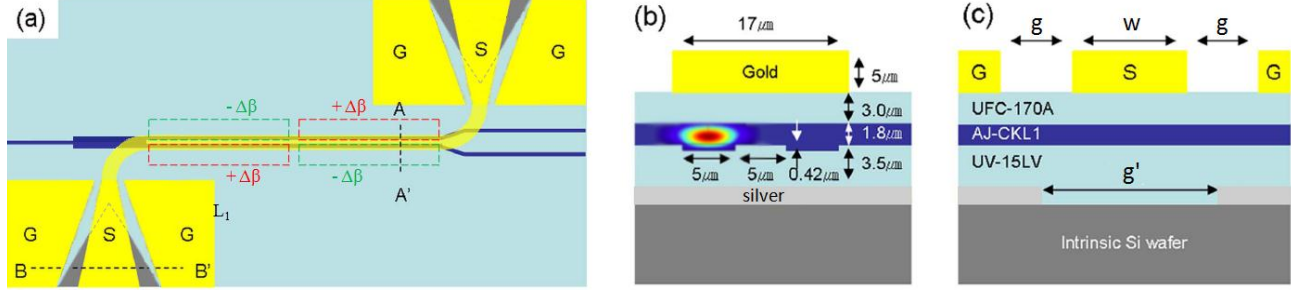 (a)
G
S
G
- Δβ
+Δβ
A
+Δβ
- Δβ
A'
L1
G
S
G
B
B'
(b)
17㎛
Gold
5㎛
3.0㎛
1.8㎛
5㎛
5㎛
0.42㎛
3.5㎛
silver
(c)
g
w
g
G
S
G
UFC-170A
AJ-CKL1
UV-15LV
g'
Intrinsic Si wafer